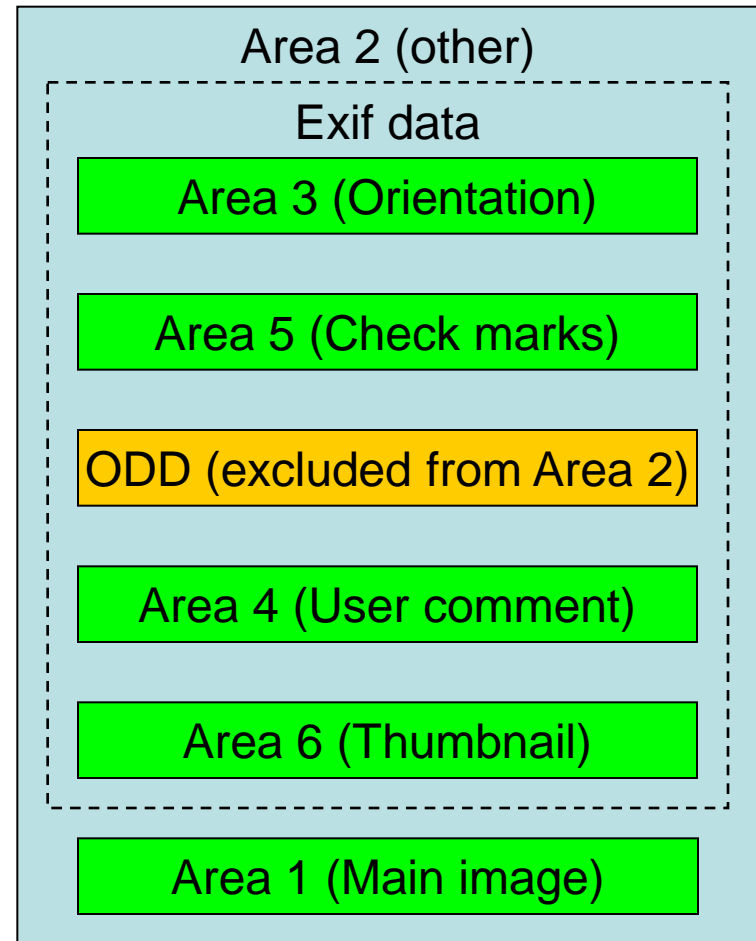 Area 2 (other)
Exif data
Area 3 (Orientation)
Area 5 (Check marks)
ODD (excluded from Area 2)
Area 4 (User comment)
Area 6 (Thumbnail)
Area 1 (Main image)